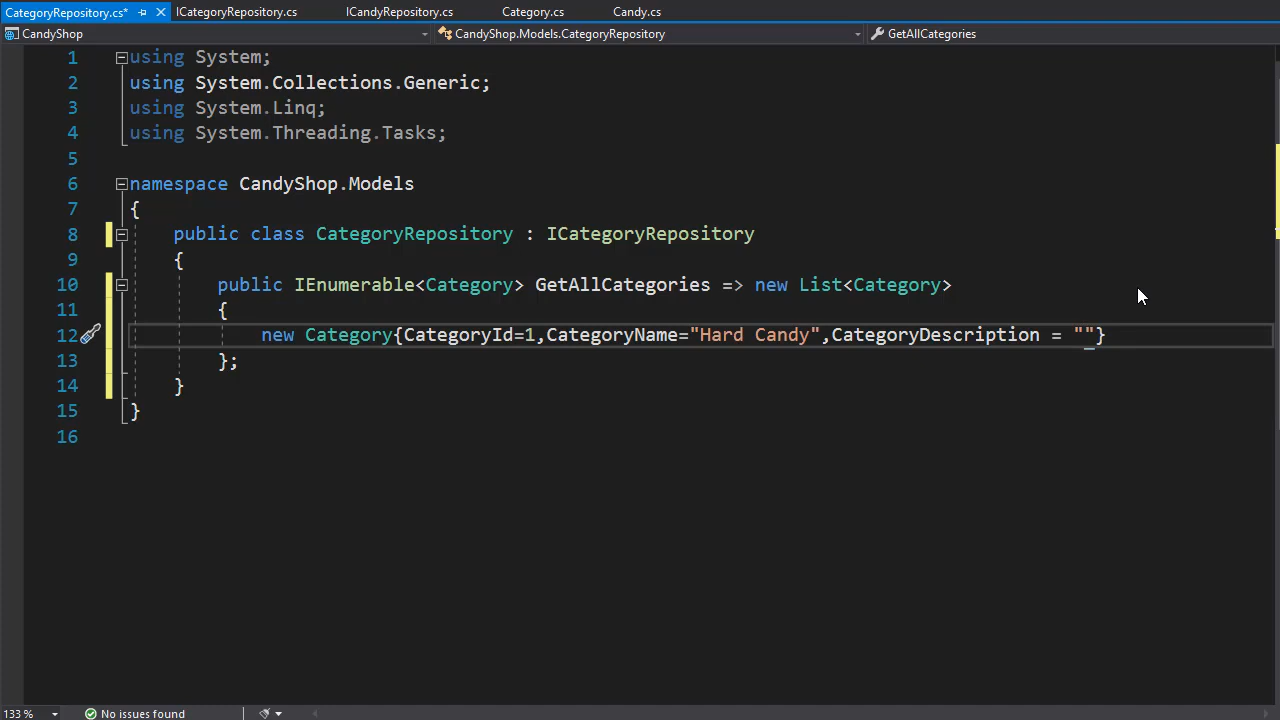 CategoryRepository.cs* ICategoryRepository.cs ICandyRepository.cs Category.cs Candy.cs
CandyShop CandyShop.Models.CategoryRepository GetAllCategories
1 using System;
2 using System.Collections.Generic;
3 using System.Linq;
4 using System.Threading.Tasks;
5
6 namespace CandyShop.Models
7 {
8 public class CategoryRepository : ICategoryRepository
9 {
10 public IEnumerable<Category> GetAllCategories => new List<Category>
11 {
12 new Category{CategoryId=1,CategoryName="Hard Candy",CategoryDescription = ""}
13 };
14 }
15 }
16
133 % No issues found